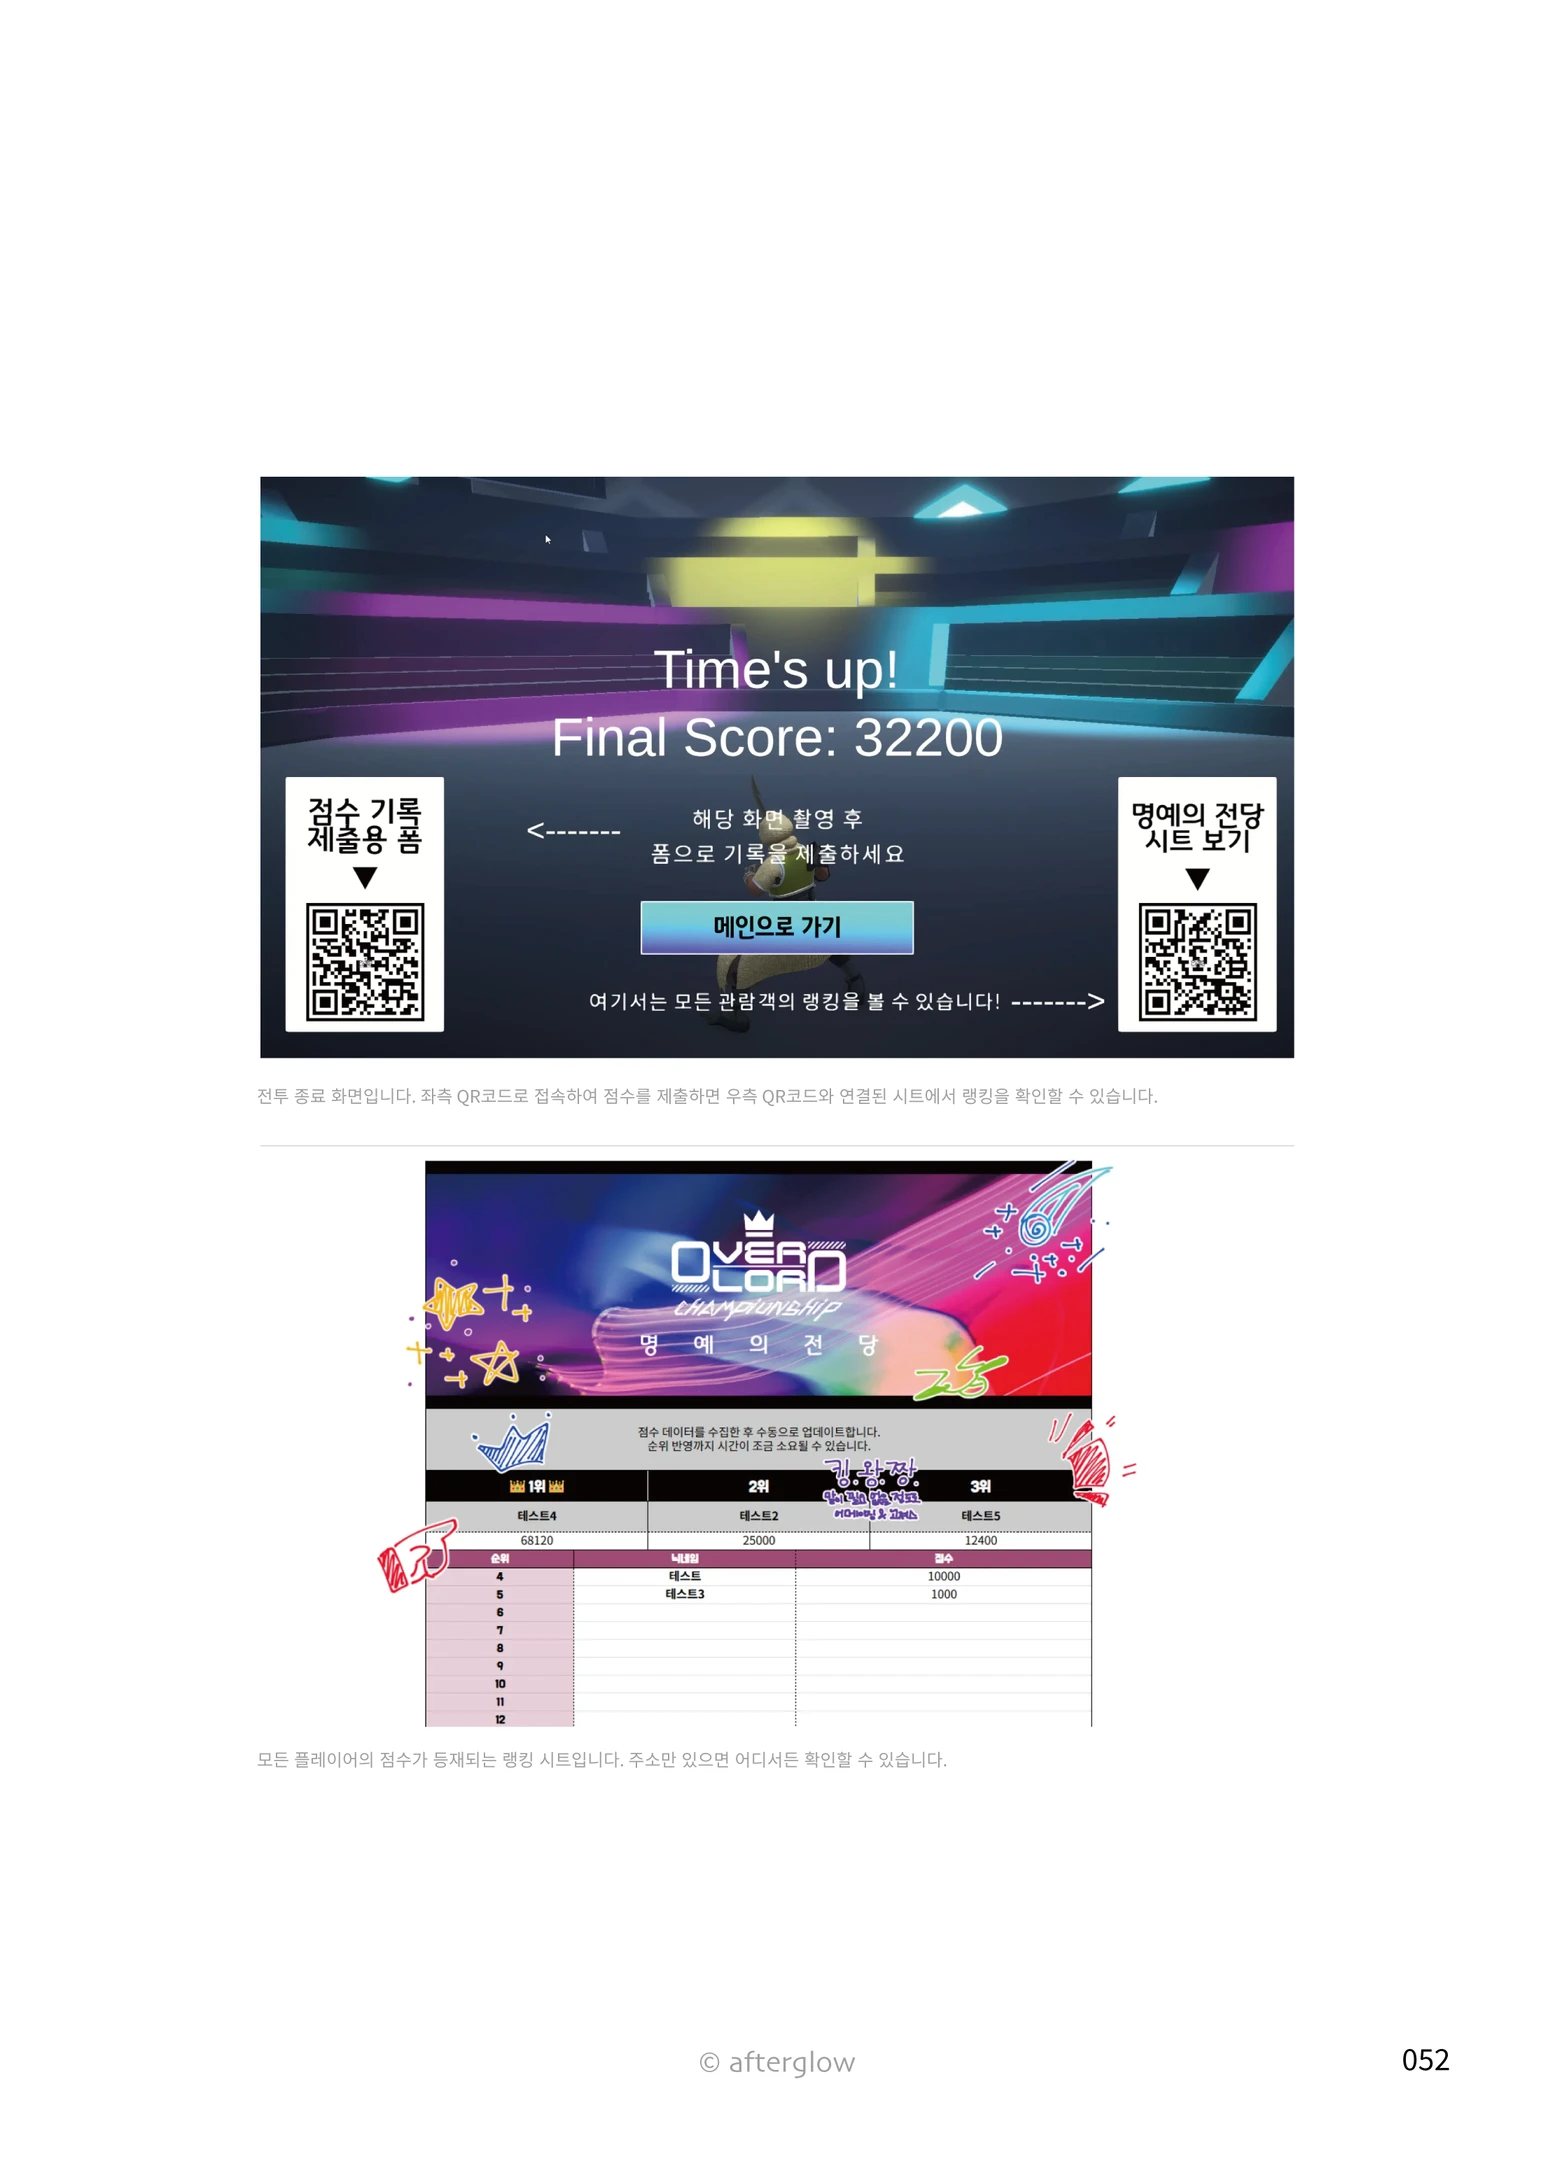 Time's up!
Final Score: 32200
점수 기록
제출용 폼
▼
<-------
해당 화면 촬영 후
폼으로 기록을 제출하세요
명예의 전당
시트 보기
▼
메인으로 가기
여기서는 모든 관람객의 랭킹을 볼 수 있습니다! ------->
전투 종료 화면입니다. 좌측 QR코드로 접속하여 점수를 제출하면 우측 QR코드와 연결된 시트에서 랭킹을 확인할 수 있습니다.
OVER
LORD
CHAMPIONSHIP
명 예 의 전 당
점수 데이터를 수집한 후 수동으로 업데이트합니다.
순위 반영까지 시간이 조금 소요될 수 있습니다.
킹.왕.짱.
👑 1위 👑 2위 3위
테스트4 테스트2 테스트5
68120 25000 12400
순위 닉네임 점수
4 테스트 10000
5 테스트3 1000
6
7
8
9
10
11
12
모든 플레이어의 점수가 등재되는 랭킹 시트입니다. 주소만 있으면 어디서든 확인할 수 있습니다.
© afterglow
052